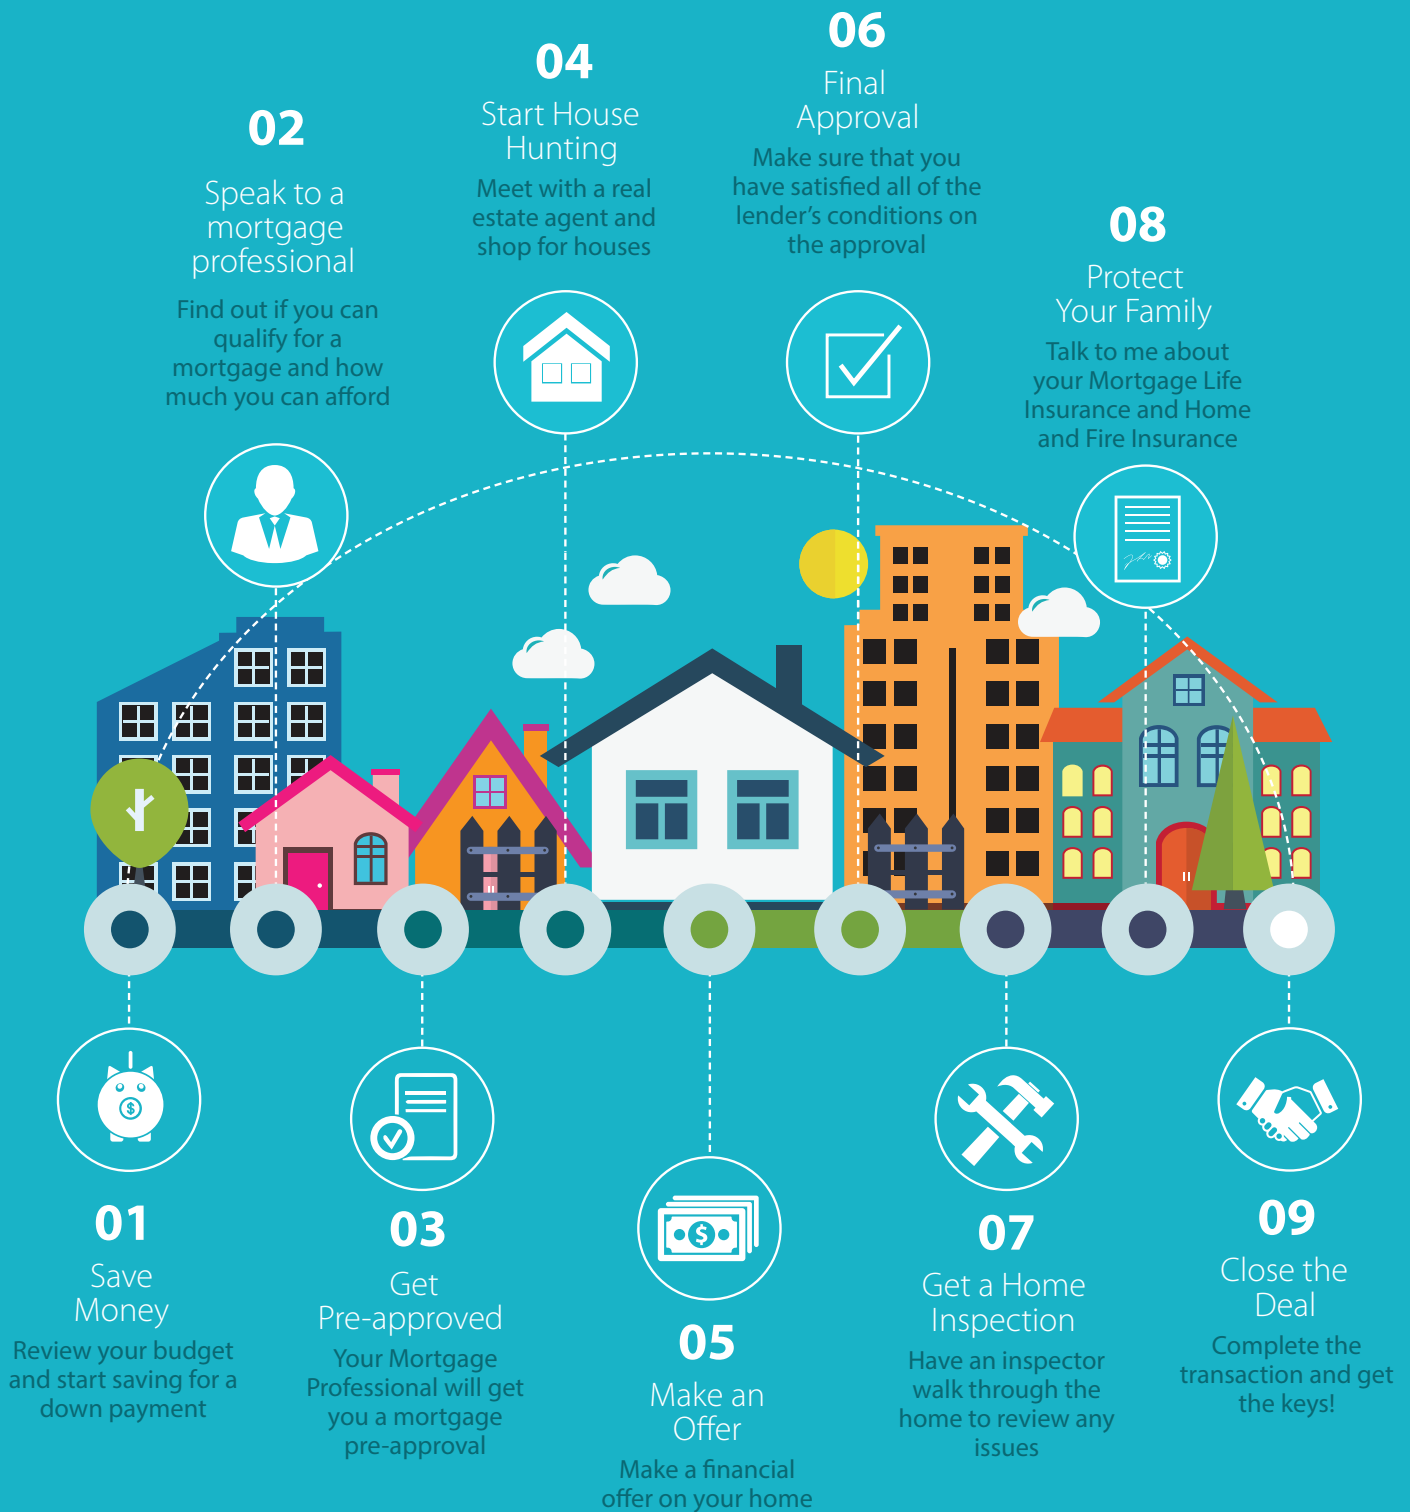 01
Save
Money
Review your budget
and start saving for a
down payment
02
Speak to a
mortgage
professional
Find out if you can
qualify for a
mortgage and how
much you can afford
03
Get
Pre-approved
Your Mortgage
Professional will get
you a mortgage
pre-approval
04
Start House
Hunting
Meet with a real
estate agent and
shop for houses
05
Make an
Offer
Make a financial
offer on your home
06
Final
Approval
Make sure that you
have satisfied all of the
lender’s conditions on
the approval
07
Get a Home
Inspection
Have an inspector
walk through the
home to review any
issues
08
Protect
Your Family
Talk to me about
your Mortgage Life
Insurance and Home
and Fire Insurance
09
Close the
Deal
Complete the
transaction and get
the keys!
$
$